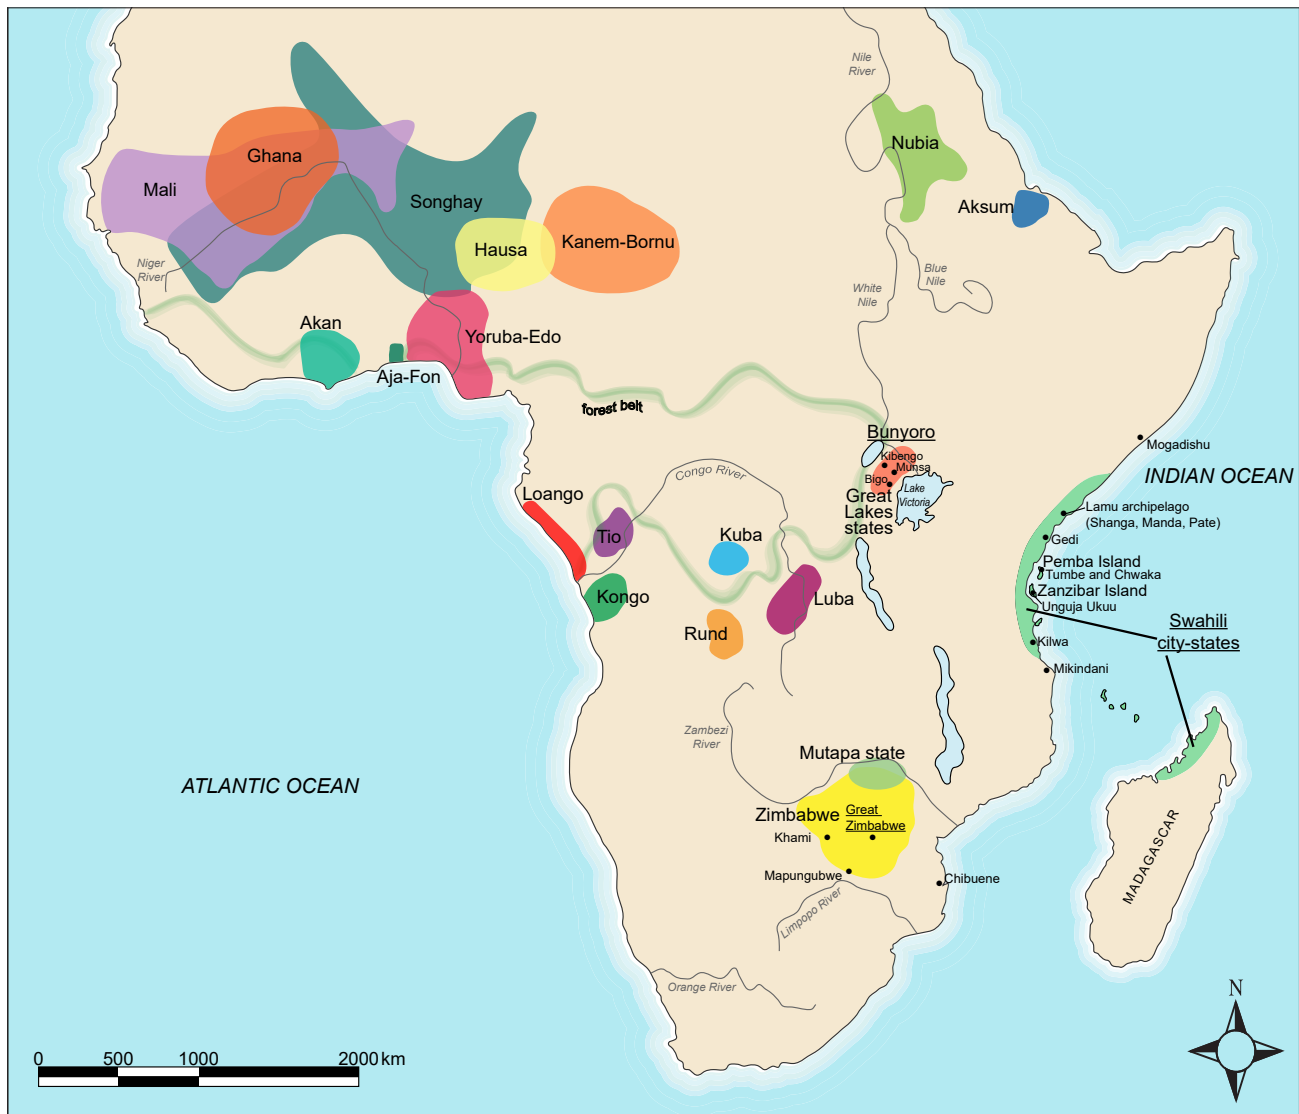 Nile
River
Nubia
Ghana
Mali
Songhay
Aksum
Hausa
Kanem-Bornu
Niger
River
Blue
Nile
White
Nile
Akan
Yoruba-Edo
Aja-Fon
forest belt
Bunyoro
Kibengo
Munsa
Bigo
Great
Lakes
states
Lake
Victoria
Mogadishu
INDIAN OCEAN
Congo River
Loango
Tio
Kuba
Lamu archipelago
(Shanga, Manda, Pate)
Gedi
Pemba Island
Tumbe and Chwaka
Zanzibar Island
Unguja Ukuu
Kongo
Luba
Rund
Swahili
city-states
Kilwa
Mikindani
Zambezi
River
Mutapa state
ATLANTIC OCEAN
Zimbabwe
Great
Zimbabwe
Khami
Mapungubwe
Chibuene
MADAGASCAR
Limpopo River
Orange River
N
0 500 1000 2000 km